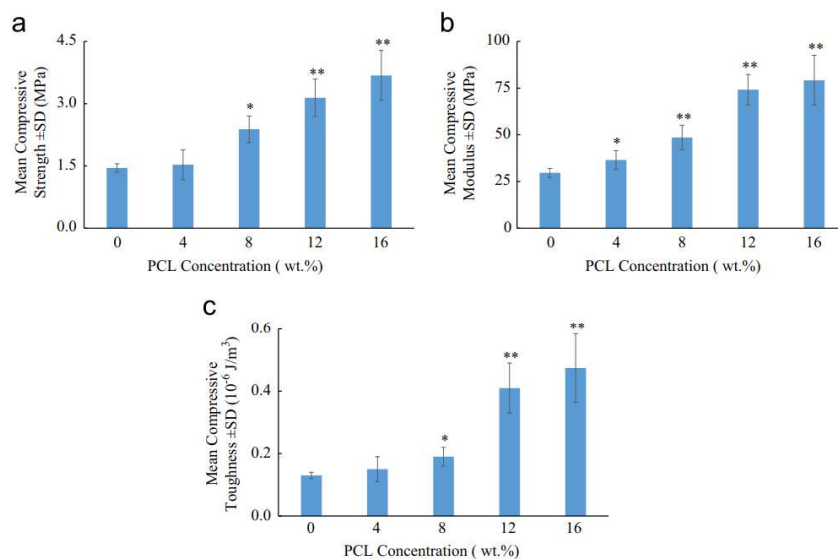 a
Mean Compressive
Strength ±SD (MPa)
4.5
3.0
1.5
0.0
*
**
**
0 4 8 12 16
PCL Concentration ( wt.%)
b
Mean Compressive
Modulus ±SD (MPa)
100
75
50
25
0
*
**
**
**
0 4 8 12 16
PCL Concentration ( wt.%)
c
Mean Compressive
Toughness ±SD (10⁻⁶ J/m³)
0.6
0.4
0.2
0.0
*
**
**
0 4 8 12 16
PCL Concentration ( wt.%)